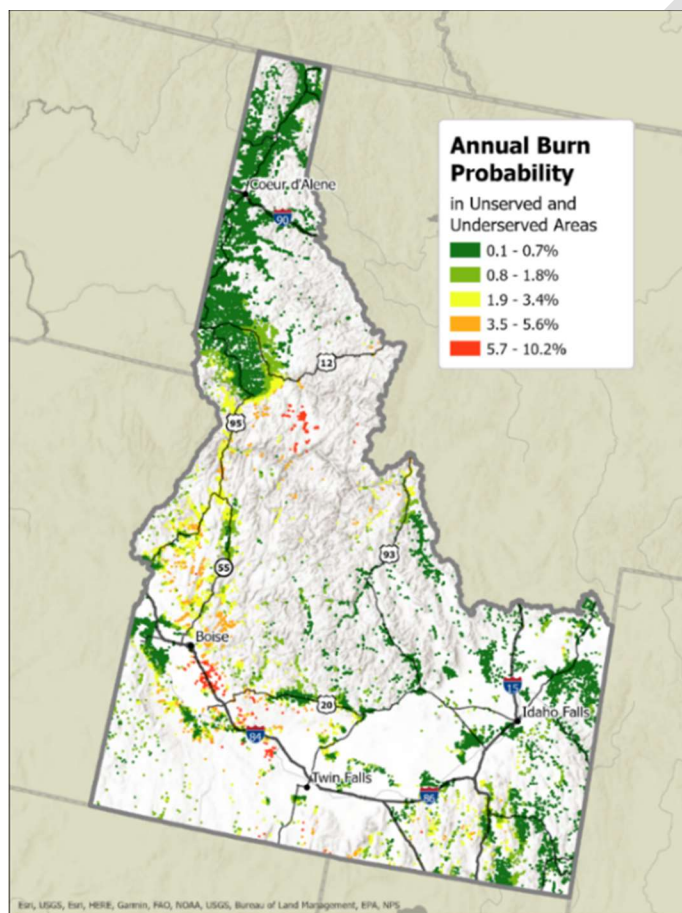 Annual Burn
Probability
in Unserved and
Underserved Areas
0.1 - 0.7%
0.8 - 1.8%
1.9 - 3.4%
3.5 - 5.6%
5.7 - 10.2%
Coeur d'Alene
90
12
95
93
55
Boise
15
20
Idaho Falls
84
Twin Falls
86
Esri, USGS, Esri, HERE, Garmin, FAO, NOAA, USGS, Bureau of Land Management, EPA, NPS